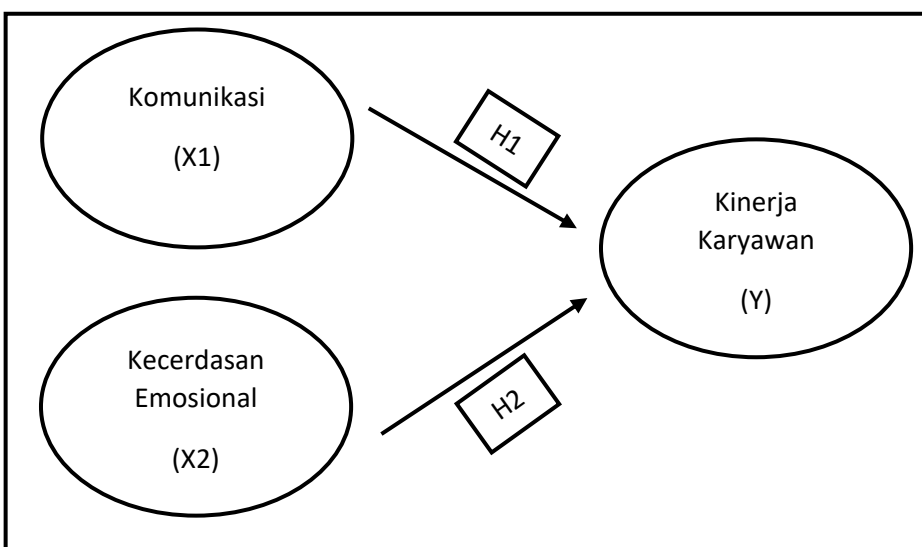 Komunikasi
(X1)
H1
Kinerja
Karyawan
(Y)
Kecerdasan
Emosional
(X2)
H2